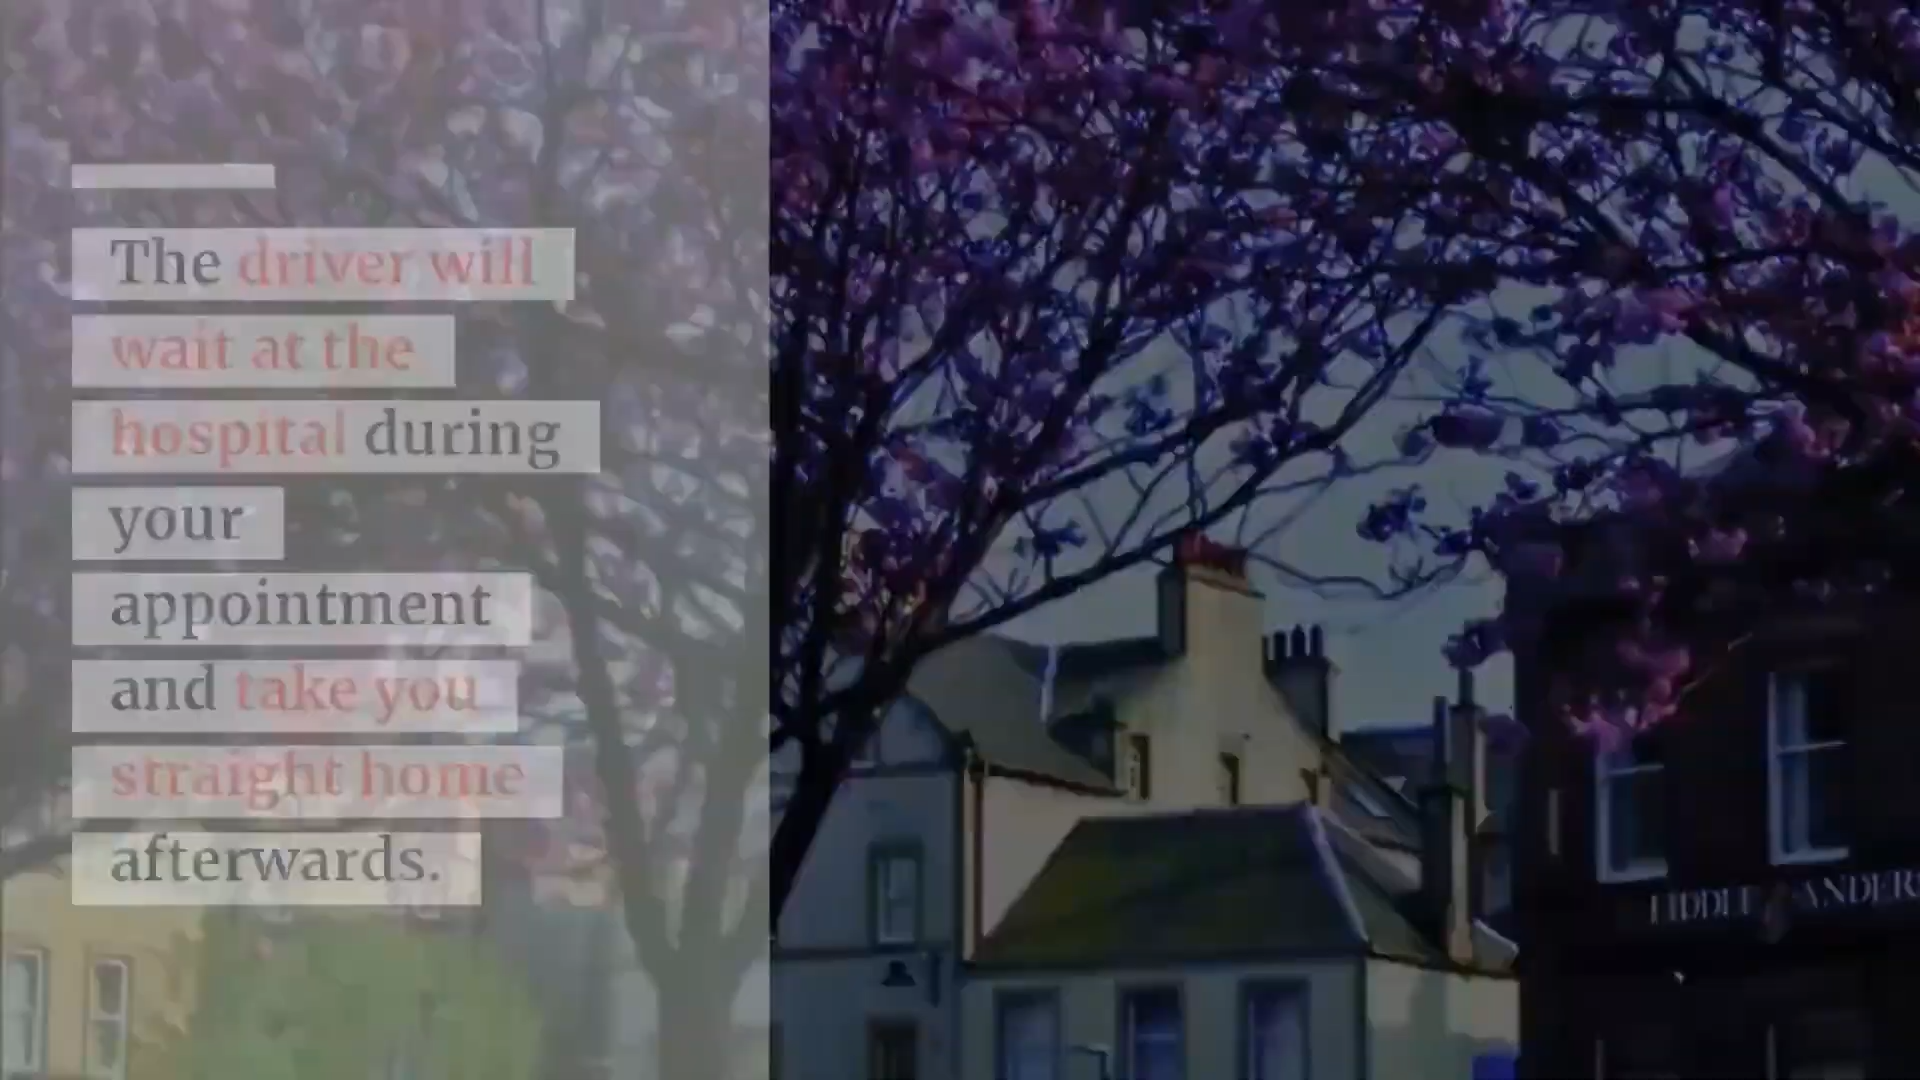 The driver will
wait at the
hospital during
your
appointment
and take you
straight home
afterwards.